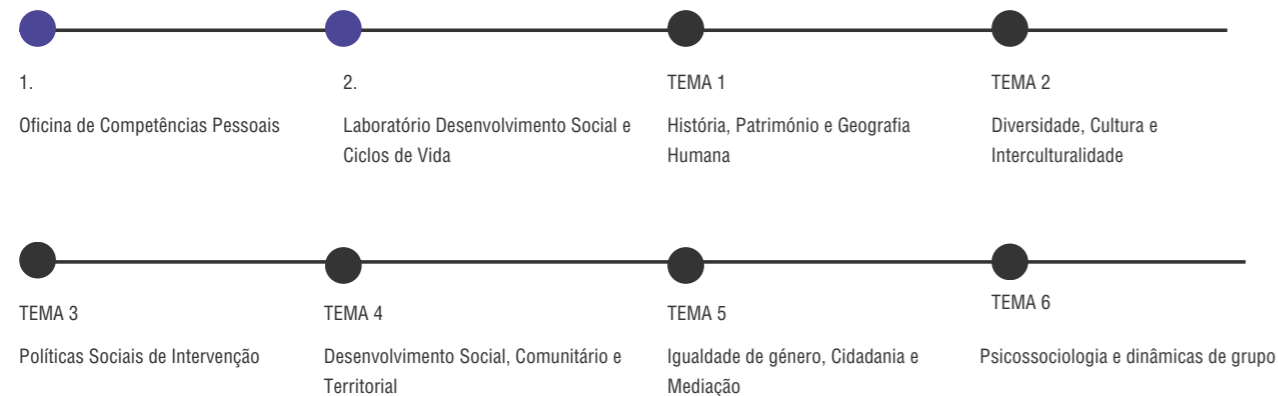 1.
Oficina de Competências Pessoais
2.
Laboratório Desenvolvimento Social e
Ciclos de Vida
TEMA 1
História, Património e Geografia
Humana
TEMA 2
Diversidade, Cultura e
Interculturalidade
TEMA 3
Políticas Sociais de Intervenção
TEMA 4
Desenvolvimento Social, Comunitário e
Territorial
TEMA 5
Igualdade de género, Cidadania e
Mediação
TEMA 6
Psicossociologia e dinâmicas de grupo